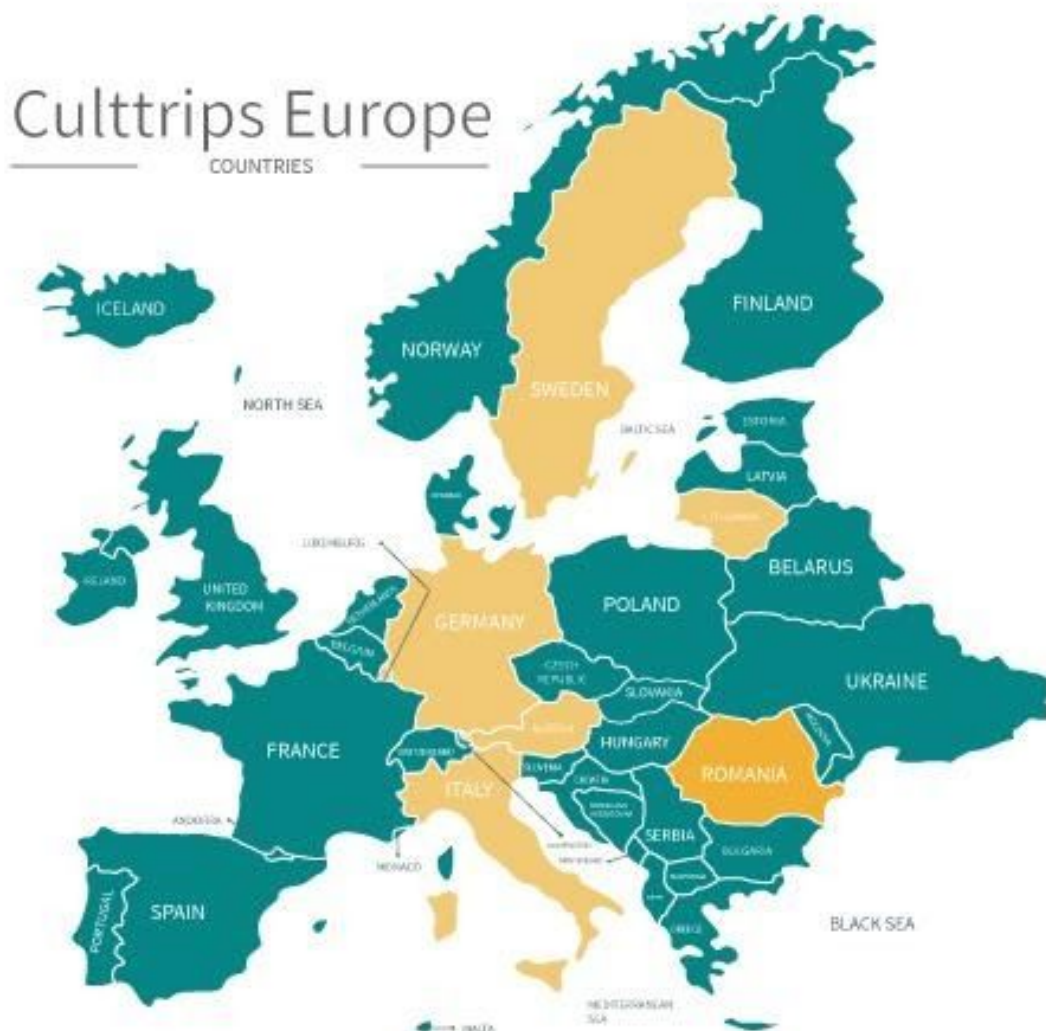 Culttrips Europe
COUNTRIES
ICELAND
FINLAND
NORWAY
SWEDEN
NORTH SEA
BALTIC SEA
ESTONIA
LATVIA
LITHUANIA
BELARUS
IRELAND
UNITED
KINGDOM
NETHERLANDS
BELGIUM
GERMANY
POLAND
CZECH
REPUBLIC
SLOVAKIA
UKRAINE
MOLDOVA
FRANCE
SWITZERLAND
AUSTRIA
HUNGARY
ROMANIA
SLOVENIA
CROATIA
ITALY
SERBIA
BULGARIA
ANDORRA
MONACO
SPAIN
PORTUGAL
GREECE
BLACK SEA
MEDITERRANEAN
SEA
MALTA